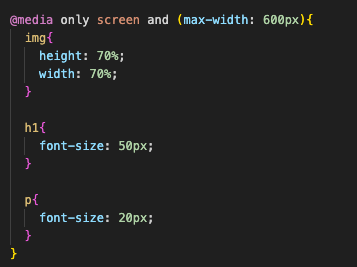 @media only screen and (max-width: 600px){
img{
height: 70%;
width: 70%;
}
h1{
font-size: 50px;
}
p{
font-size: 20px;
}
}